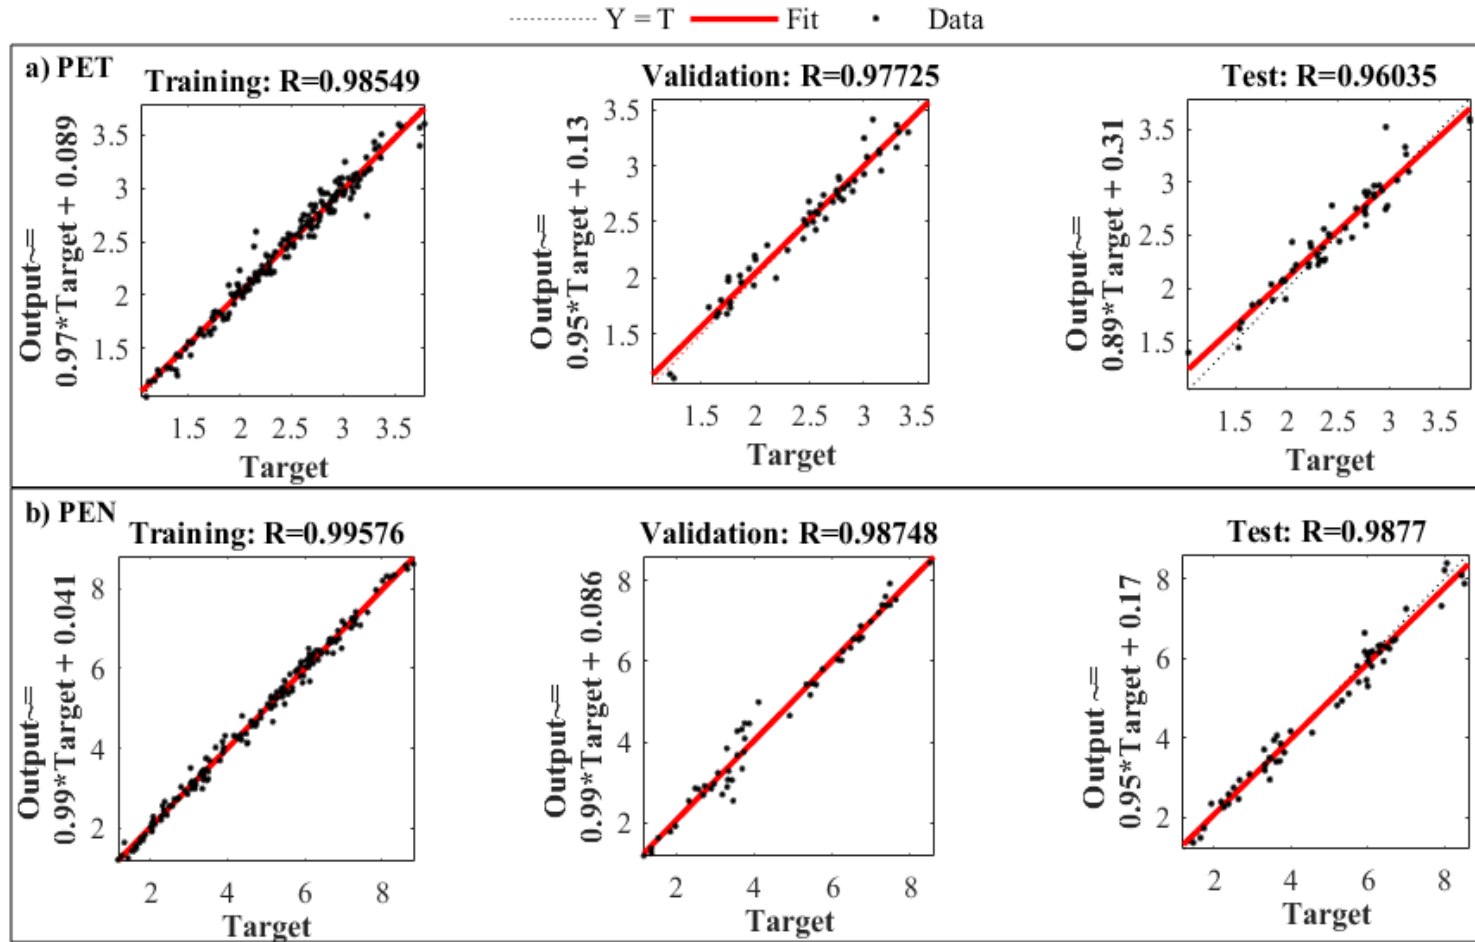 Y = T Fit Data
a) PET
Training: R=0.98549
Output~=
0.97*Target + 0.089
3.5
3
2.5
2
1.5
1.5 2 2.5 3 3.5
Target
Validation: R=0.97725
Output~=
0.95*Target + 0.13
3.5
3
2.5
2
1.5
1.5 2 2.5 3 3.5
Target
Test: R=0.96035
Output~=
0.89*Target + 0.31
3.5
3
2.5
2
1.5
1.5 2 2.5 3 3.5
Target
b) PEN
Training: R=0.99576
Output~=
0.99*Target + 0.041
8
6
4
2
2 4 6 8
Target
Validation: R=0.98748
Output~=
0.99*Target + 0.086
8
6
4
2
2 4 6 8
Target
Test: R=0.9877
Output ~=
0.95*Target + 0.17
8
6
4
2
2 4 6 8
Target